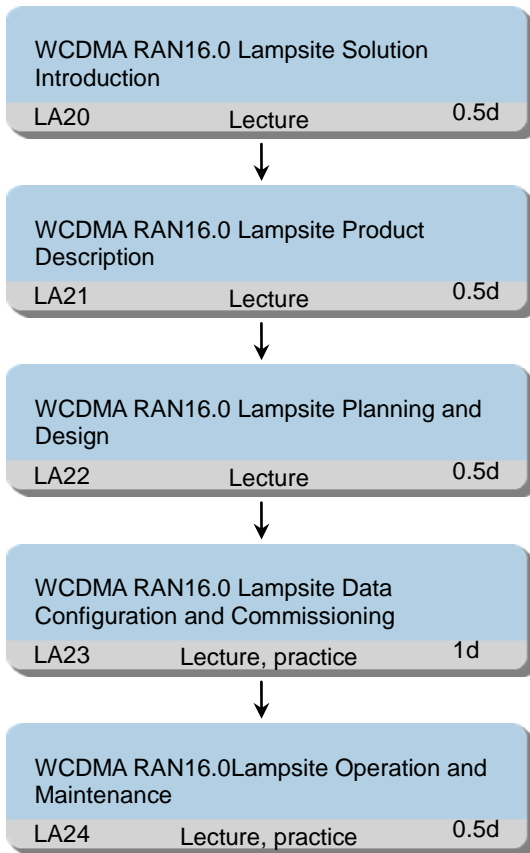 WCDMA RAN16.0 Lampsite Solution
Introduction
LA20 Lecture 0.5d
WCDMA RAN16.0 Lampsite Product
Description
LA21 Lecture 0.5d
WCDMA RAN16.0 Lampsite Planning and
Design
LA22 Lecture 0.5d
WCDMA RAN16.0 Lampsite Data
Configuration and Commissioning
LA23 Lecture, practice 1d
WCDMA RAN16.0Lampsite Operation and
Maintenance
LA24 Lecture, practice 0.5d